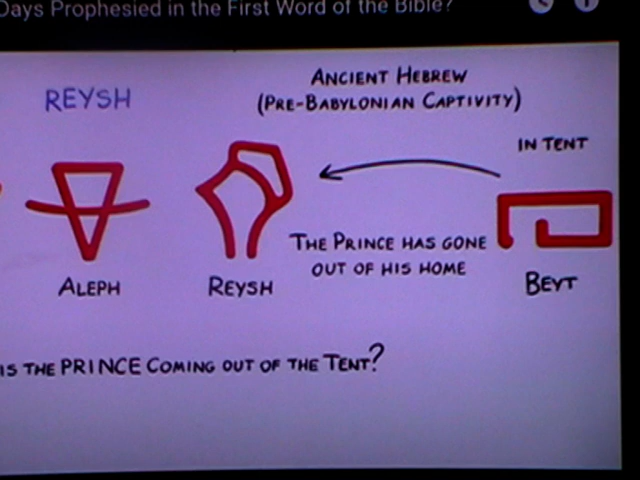 Days Prophesied in the First Word of the Bible?
REYSH
ANCIENT HEBREW
(PRE-BABYLONIAN CAPTIVITY)
IN TENT
THE PRINCE HAS GONE
OUT OF HIS HOME
ALEPH
REYSH
BEYT
IS THE PRINCE COMING OUT OF THE TENT?